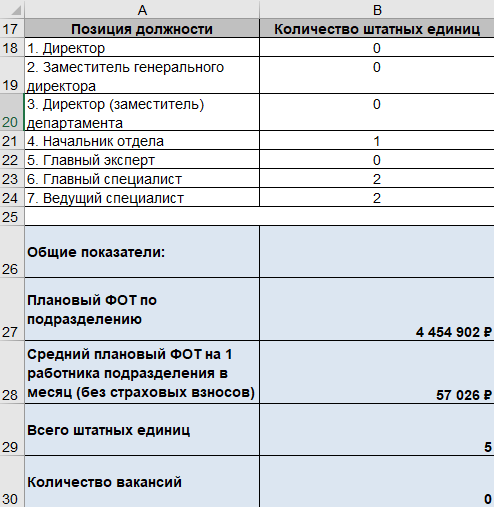 A B
17 Позиция должности Количество штатных единиц
18 1. Директор 0
2. Заместитель генерального 0
19 директора
3. Директор (заместитель) 0
20 департамента
21 4. Начальник отдела 1
22 5. Главный эксперт 0
23 6. Главный специалист 2
24 7. Ведущий специалист 2
25
Общие показатели:
26
Плановый ФОТ по
подразделению
27 4 454 902 ₽
Средний плановый ФОТ на 1
работника подразделения в
28 месяц (без страховых взносов) 57 026 ₽
Всего штатных единиц
29 5
Количество вакансий
30 0